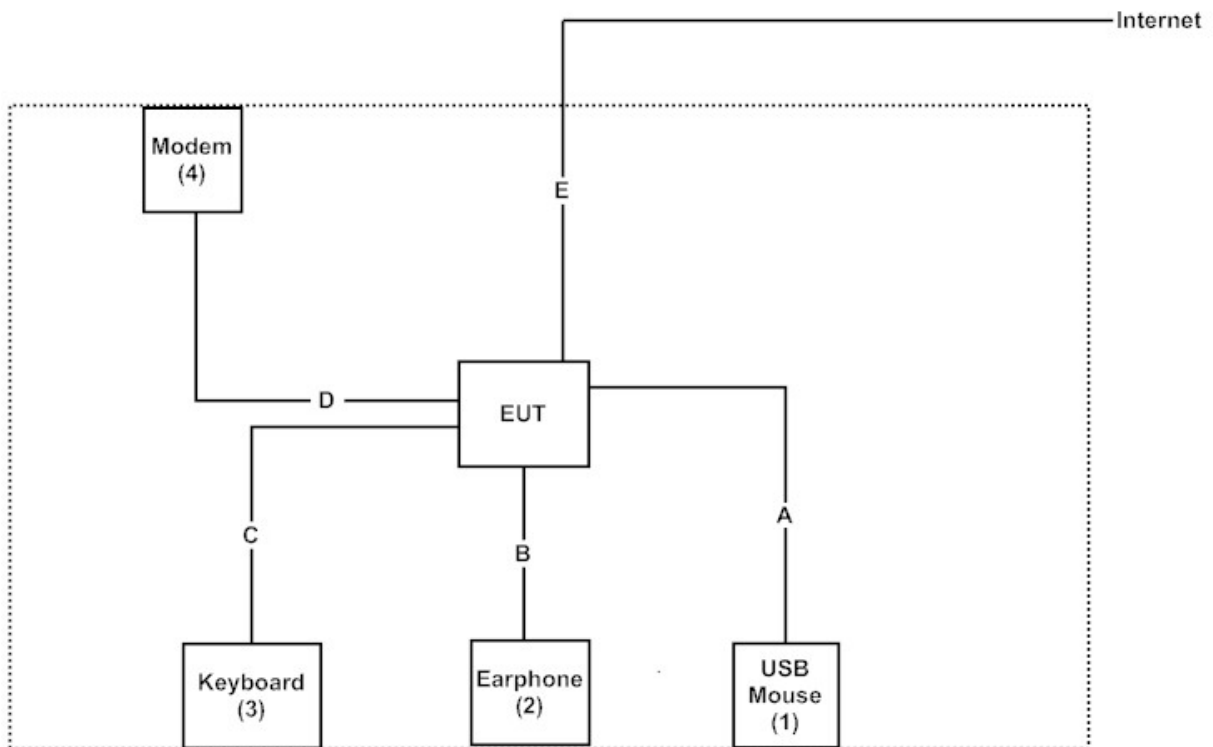 Internet
Modem
(4)
E
D
EUT
C
B
A
Keyboard
(3)
Earphone
(2)
USB
Mouse
(1)